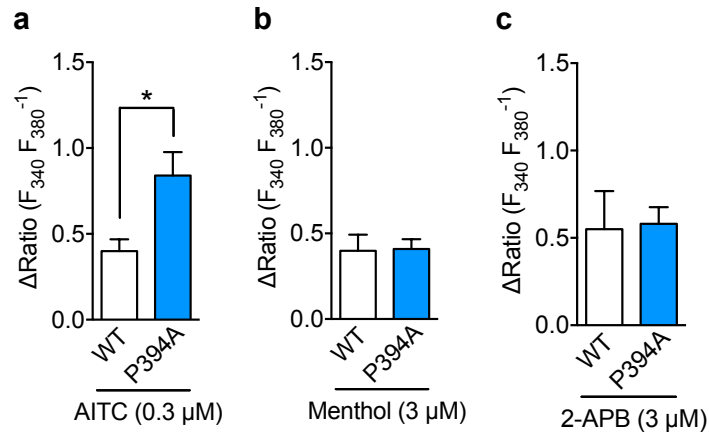 a
ΔRatio (F340 F380-1)
1.5
1.0
0.5
0.0
*
WT
P394A
AITC (0.3 µM)
b
ΔRatio (F340 F380-1)
1.5
1.0
0.5
0.0
WT
P394A
Menthol (3 µM)
c
ΔRatio (F340 F380-1)
1.5
1.0
0.5
0.0
WT
P394A
2-APB (3 µM)